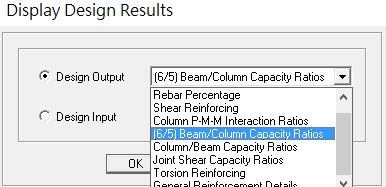 Display Design Results
Design Output
(6/5) Beam/Column Capacity Ratios
Rebar Percentage
Shear Reinforcing
Column P-M-M Interaction Ratios
(6/5) Beam/Column Capacity Ratios
Design Input
Column/Beam Capacity Ratios
OK
Joint Shear Capacity Ratios
Torsion Reinforcing
General Reinforcement Details